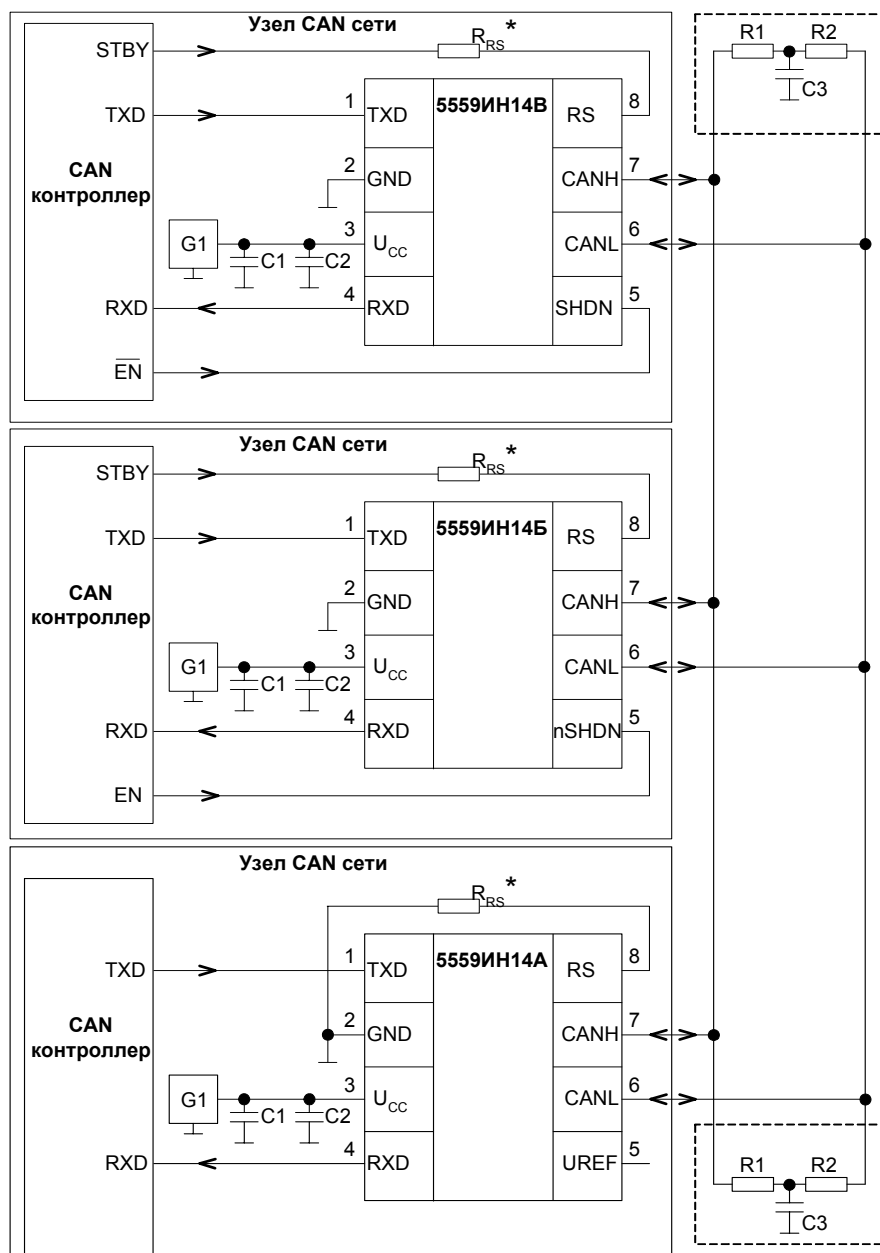 Узел CAN сети
STBY
R_RS*
R1
R2
C3
TXD
1
TXD
5559ИН14В
RS
8
CAN
контроллер
2
GND
CANH
7
G1
C1
C2
3
U_CC
CANL
6
RXD
4
RXD
SHDN
5
E̅N̅
Узел CAN сети
STBY
R_RS*
TXD
1
TXD
5559ИН14Б
RS
8
CAN
контроллер
2
GND
CANH
7
G1
C1
C2
3
U_CC
CANL
6
RXD
4
RXD
nSHDN
5
EN
Узел CAN сети
R_RS*
TXD
1
TXD
5559ИН14А
RS
8
CAN
контроллер
2
GND
CANH
7
G1
C1
C2
3
U_CC
CANL
6
RXD
4
RXD
UREF
5
R1
R2
C3